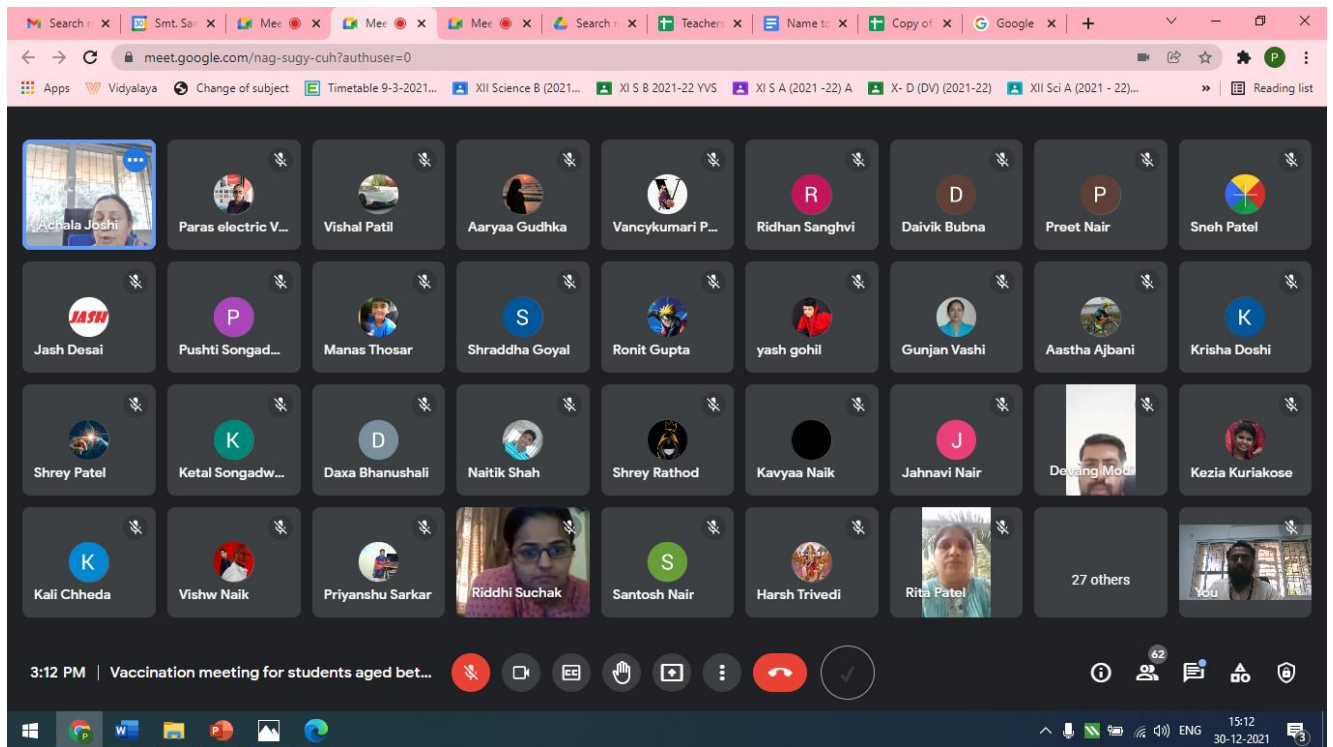 Search r
Smt. Sar
Mee
Mee
Mee
Search r
Teachers
Name to
Copy of
Google
meet.google.com/nag-sugy-cuh?authuser=0
P
Apps
Vidyalaya
Change of subject
Timetable 9-3-2021...
XII Science B (2021...
XI S B 2021-22 YVS
XI S A (2021 -22) A
X- D (DV) (2021-22)
XII Sci A (2021 - 22)...
»
Reading list
Achala Joshi
Paras electric V...
Vishal Patil
Aaryaa Gudhka
V
Vancykumari P...
R
Ridhan Sanghvi
D
Daivik Bubna
P
Preet Nair
Sneh Patel
JASH
Jash Desai
P
Pushti Songad...
Manas Thosar
S
Shraddha Goyal
Ronit Gupta
yash gohil
Gunjan Vashi
Aastha Ajbani
K
Krisha Doshi
Shrey Patel
K
Ketal Songadw...
D
Daxa Bhanushali
Naitik Shah
Shrey Rathod
Kavyaa Naik
J
Jahnavi Nair
Devang Modi
Kezia Kuriakose
K
Kali Chheda
Vishw Naik
Priyanshu Sarkar
Riddhi Suchak
S
Santosh Nair
Harsh Trivedi
Rita Patel
27 others
You
3:12 PM | Vaccination meeting for students aged bet...
CC
62
ENG
15:12
30-12-2021
3